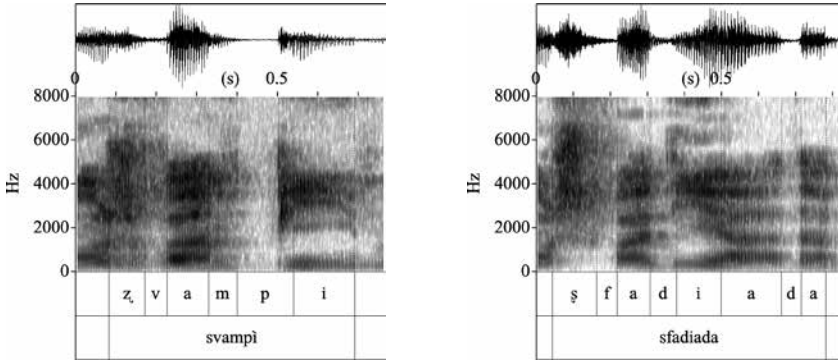 0 (s) 0.5
8000
6000
4000
2000
0
Hz
ʐ v a m p i
svampì
0 (s) 0.5
8000
6000
4000
2000
0
Hz
ʂ f a d i a d a
sfadiada